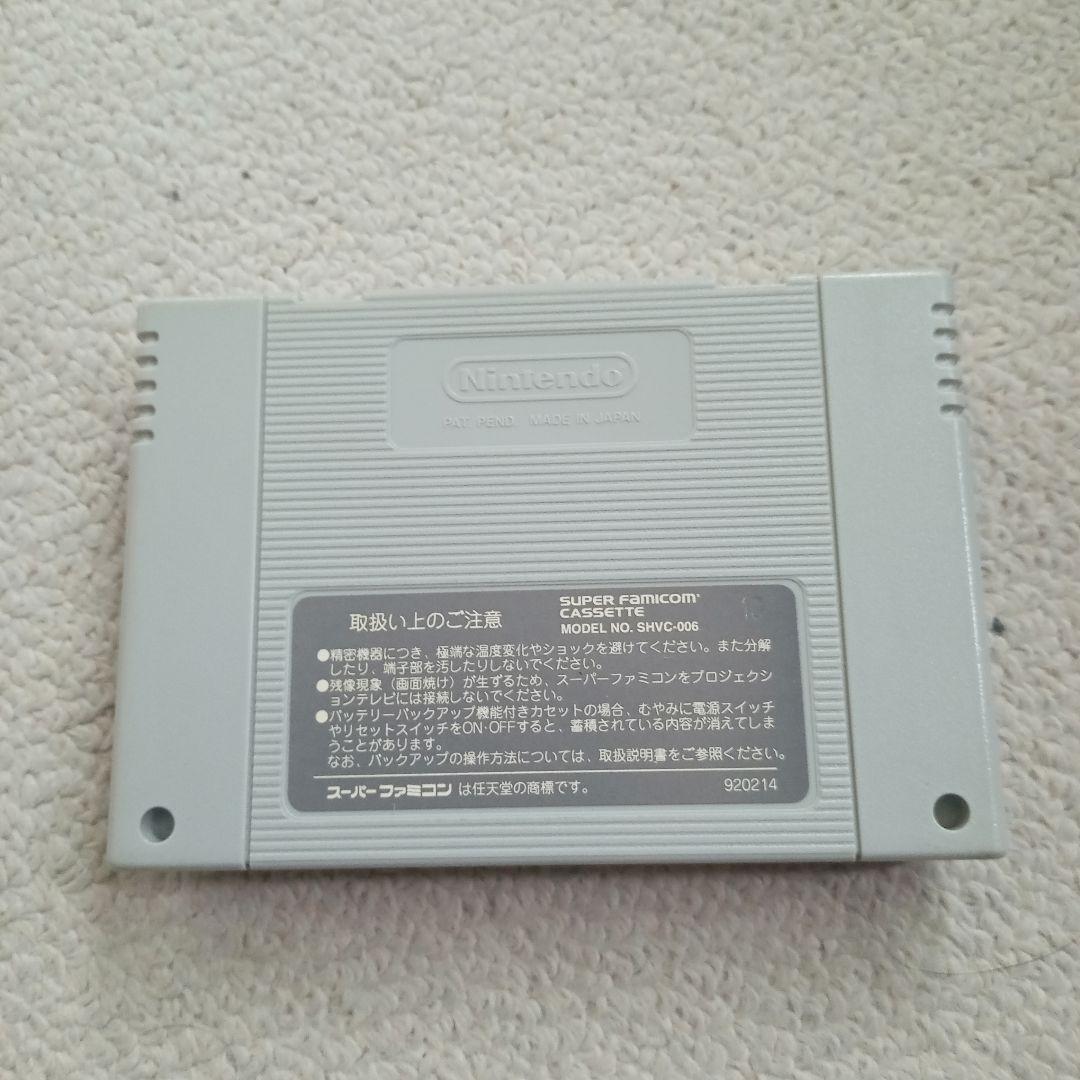 Nintendo
PAT. PEND. MADE IN JAPAN
取扱い上のご注意
SUPER FAMICOM
CASSETTE
MODEL NO. SHVC-006
●精密機器につき、極端な温度変化やショックを避けてください。また分解
したり、端子部を汚したりしないでください。
●残像現象（画面焼け）が生ずるため、スーパーファミコンをプロジェクシ
ョンテレビには接続しないでください。
●バッテリーバックアップ機能付きカセットの場合、むやみに電源スイッチ
やリセットスイッチをON・OFFすると、蓄積されている内容が消えてしま
うことがあります。
なお、バックアップの操作方法については、取扱説明書をご参照ください。
スーパーファミコン は任天堂の商標です。
920214